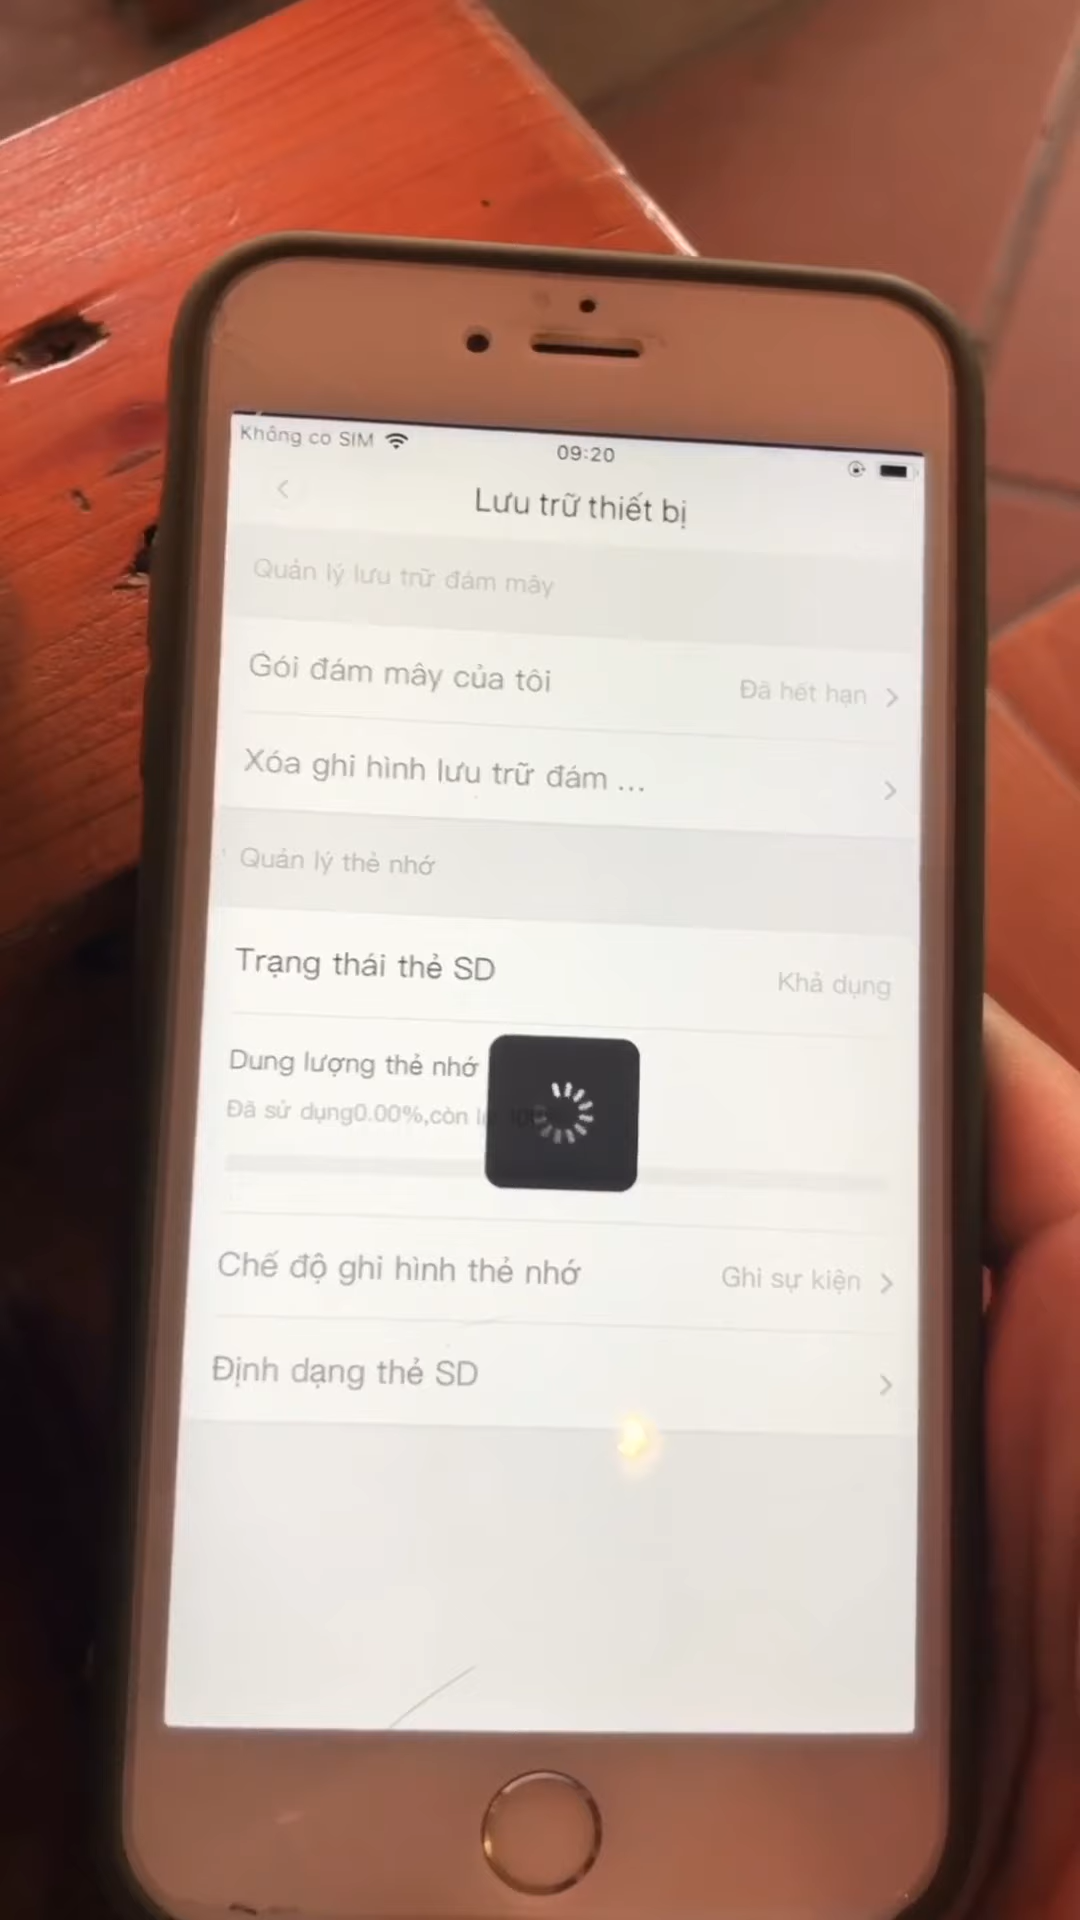 Không có SIM
09:20
Lưu trữ thiết bị
Quản lý lưu trữ đám mây
Gói đám mây của tôi
Đã hết hạn
Xóa ghi hình lưu trữ đám ...
Quản lý thẻ nhớ
Trạng thái thẻ SD
Khả dụng
Dung lượng thẻ nhớ
Đã sử dụng0.00%,còn
Chế độ ghi hình thẻ nhớ
Ghi sự kiện
Định dạng thẻ SD